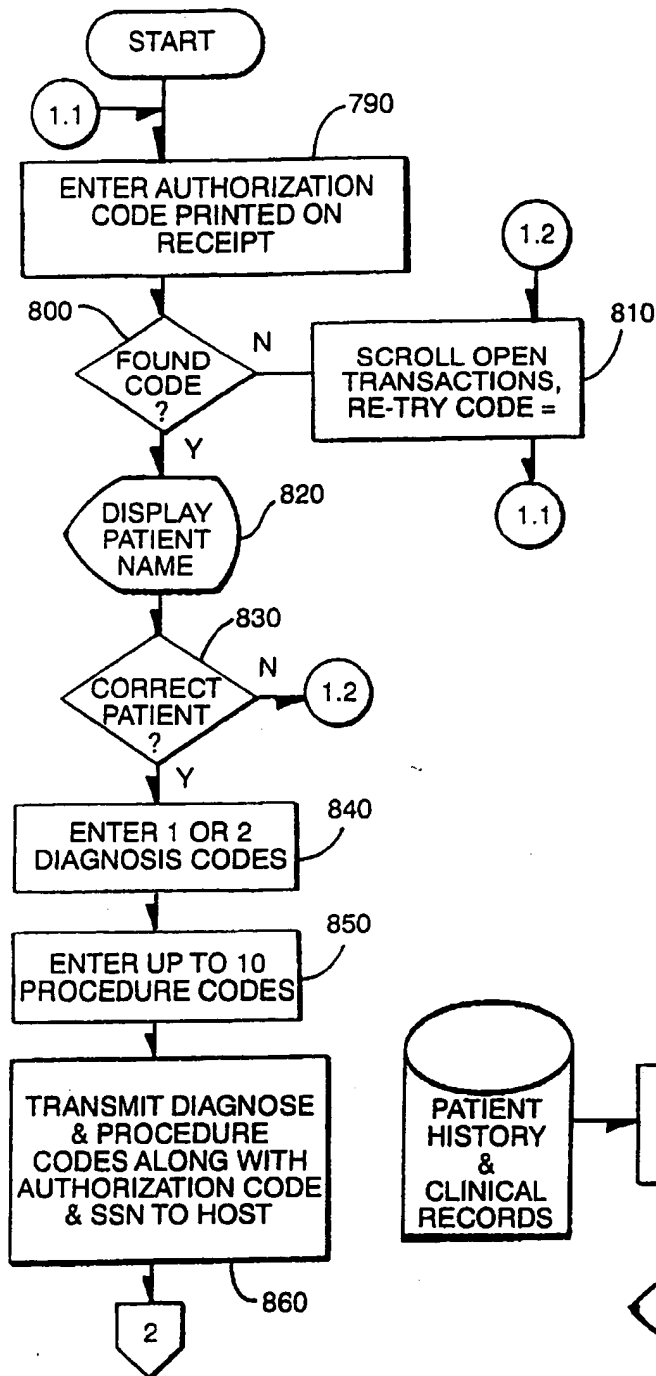 START
1.1
790
ENTER AUTHORIZATION
CODE PRINTED ON
RECEIPT
800
FOUND
CODE
?
N
Y
1.2
810
SCROLL OPEN
TRANSACTIONS,
RE-TRY CODE =
1.1
820
DISPLAY
PATIENT
NAME
830
CORRECT
PATIENT
?
N
1.2
Y
840
ENTER 1 OR 2
DIAGNOSIS CODES
850
ENTER UP TO 10
PROCEDURE CODES
TRANSMIT DIAGNOSE
& PROCEDURE
CODES ALONG WITH
AUTHORIZATION CODE
& SSN TO HOST
860
2
PATIENT
HISTORY
&
CLINICAL
RECORDS